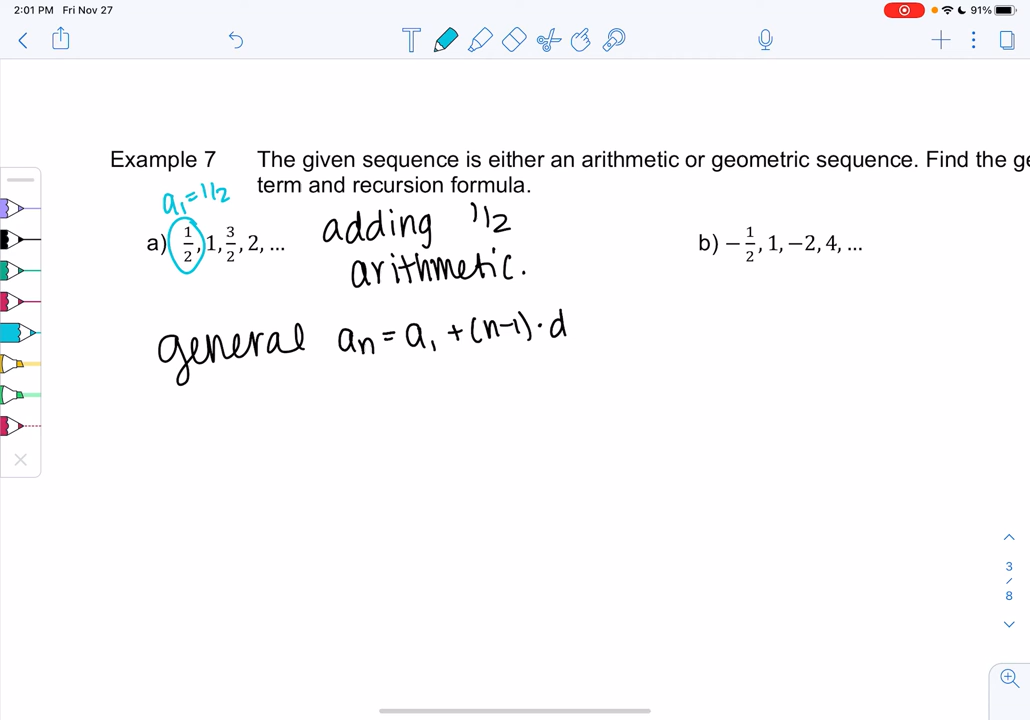 2:01 PM Fri Nov 27
91%
T
Example 7 The given sequence is either an arithmetic or geometric sequence. Find the ge
term and recursion formula.
a₁ = 1/2
a) 1/2, 1, 3/2, 2, ...
adding 1/2
arithmetic.
b) −1/2, 1, −2, 4, ...
general aₙ = a₁ + (n−1)·d
3
/
8